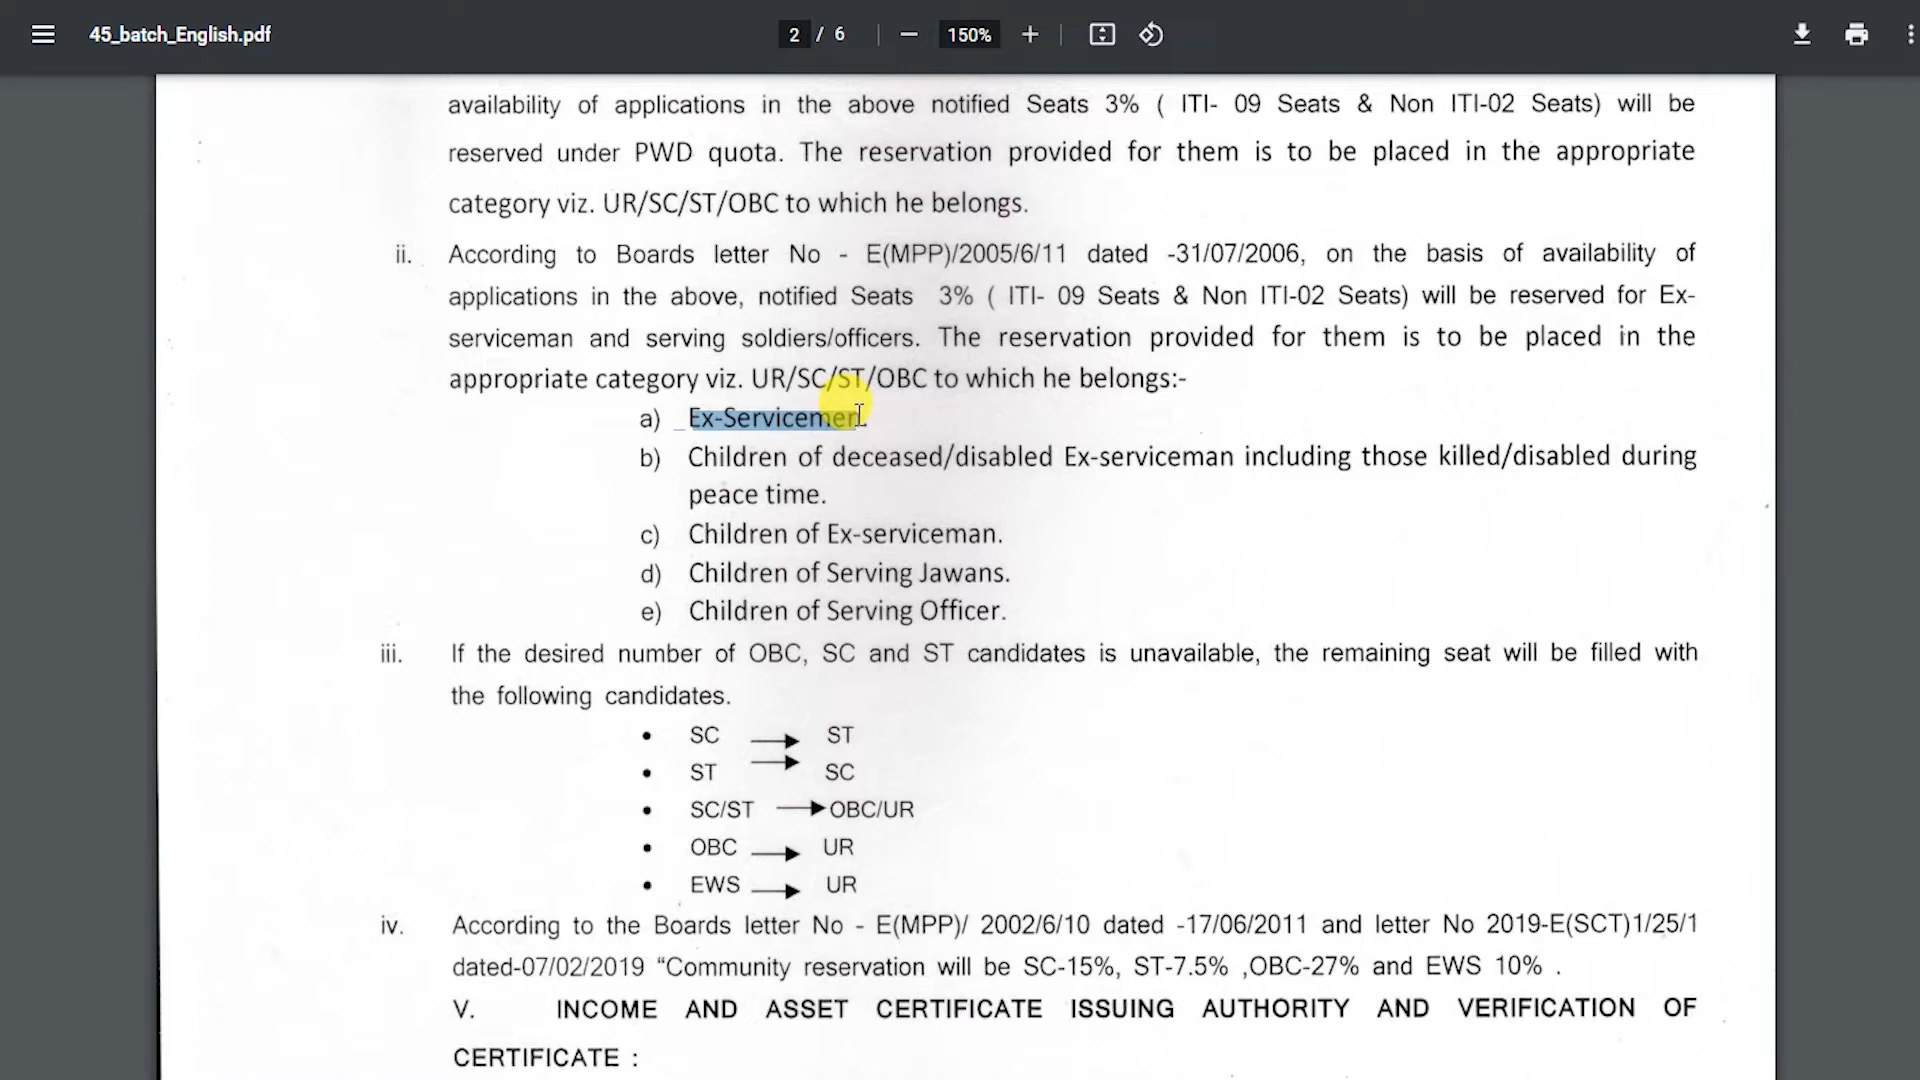 45_batch_English.pdf
2 / 6
150%
availability of applications in the above notified Seats 3% ( ITI- 09 Seats & Non ITI-02 Seats) will be
reserved under PWD quota. The reservation provided for them is to be placed in the appropriate
category viz. UR/SC/ST/OBC to which he belongs.
ii. According to Boards letter No - E(MPP)/2005/6/11 dated -31/07/2006, on the basis of availability of
applications in the above, notified Seats 3% ( ITI- 09 Seats & Non ITI-02 Seats) will be reserved for Ex-
serviceman and serving soldiers/officers. The reservation provided for them is to be placed in the
appropriate category viz. UR/SC/ST/OBC to which he belongs:-
a) Ex-Servicemen.
b) Children of deceased/disabled Ex-serviceman including those killed/disabled during
peace time.
c) Children of Ex-serviceman.
d) Children of Serving Jawans.
e) Children of Serving Officer.
iii. If the desired number of OBC, SC and ST candidates is unavailable, the remaining seat will be filled with
the following candidates.
• SC → ST
• ST → SC
• SC/ST → OBC/UR
• OBC → UR
• EWS → UR
iv. According to the Boards letter No - E(MPP)/ 2002/6/10 dated -17/06/2011 and letter No 2019-E(SCT)1/25/1
dated-07/02/2019 “Community reservation will be SC-15%, ST-7.5% ,OBC-27% and EWS 10% .
V. INCOME AND ASSET CERTIFICATE ISSUING AUTHORITY AND VERIFICATION OF
CERTIFICATE :